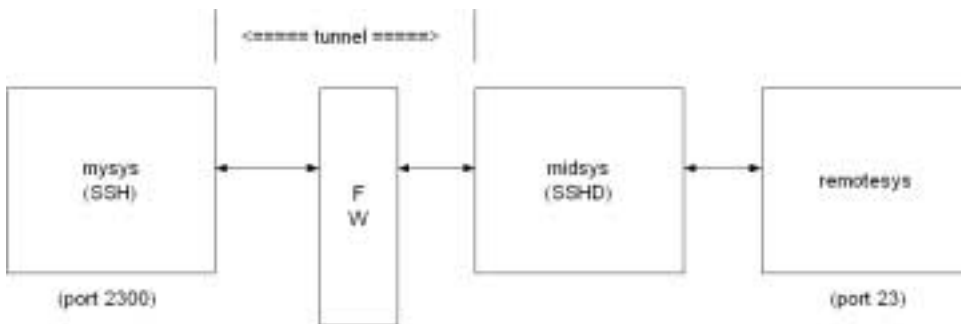 <===== tunnel =====>
mysys
(SSH)
F
W
midsys
(SSHD)
remotesys
(port 2300)
(port 23)